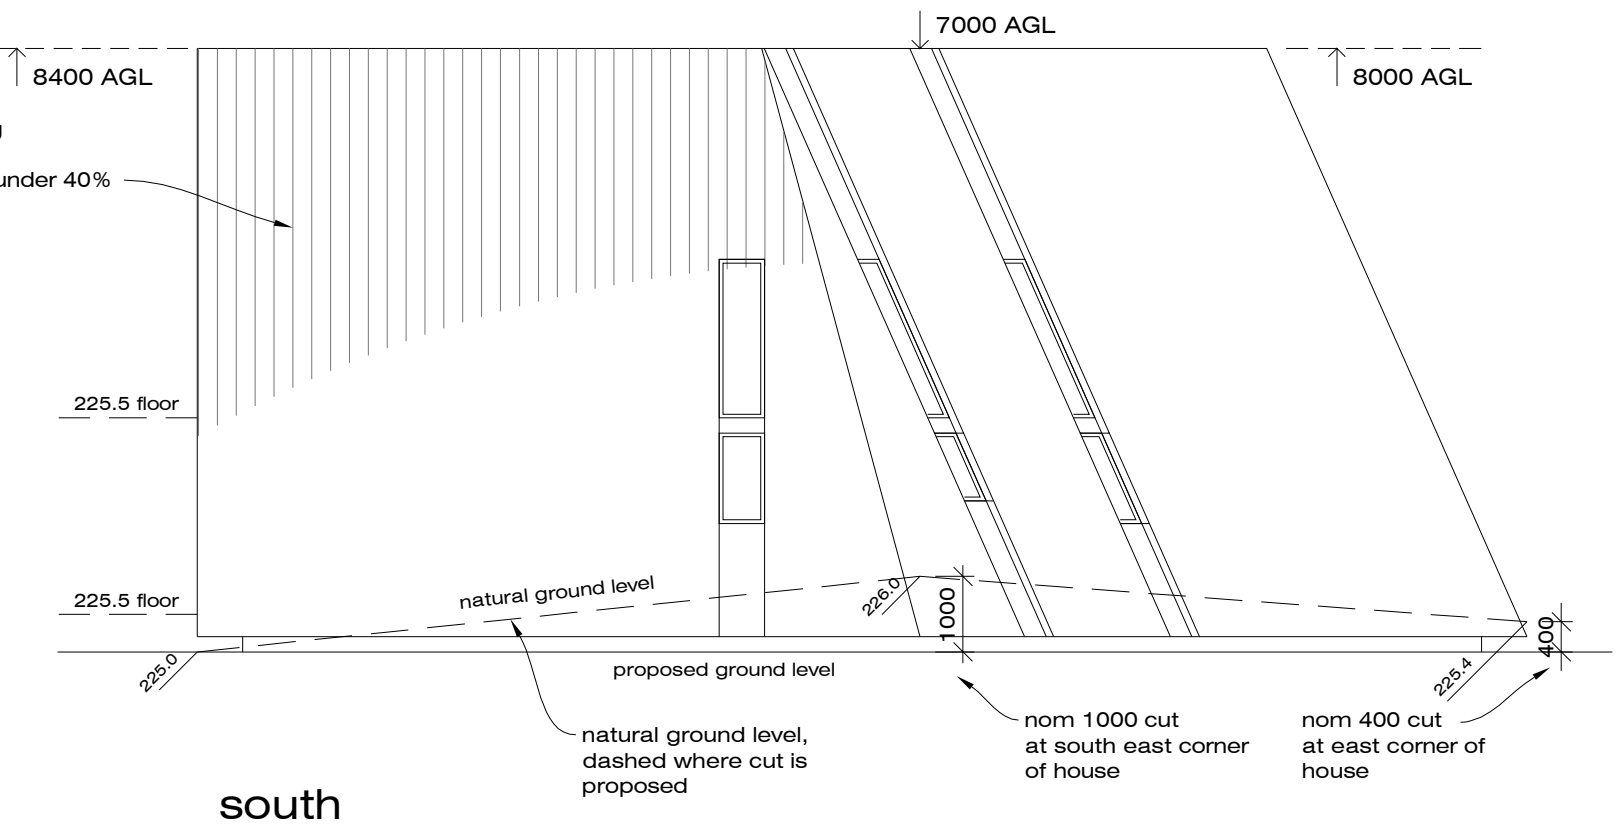 7000 AGL
8400 AGL
8000 AGL
under 40%
225.5 floor
225.5 floor
natural ground level
226.0
1000
400
225.0
225.4
proposed ground level
natural ground level,
dashed where cut is
proposed
nom 1000 cut
at south east corner
of house
nom 400 cut
at east corner of
house
south